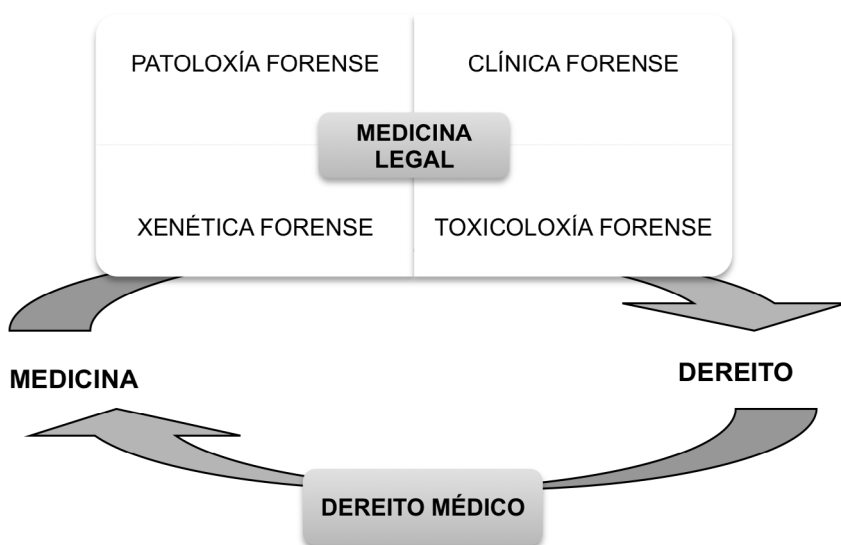 PATOLOXÍA FORENSE
CLÍNICA FORENSE
MEDICINA
LEGAL
XENÉTICA FORENSE
TOXICOLOXÍA FORENSE
MEDICINA
DEREITO
DEREITO MÉDICO